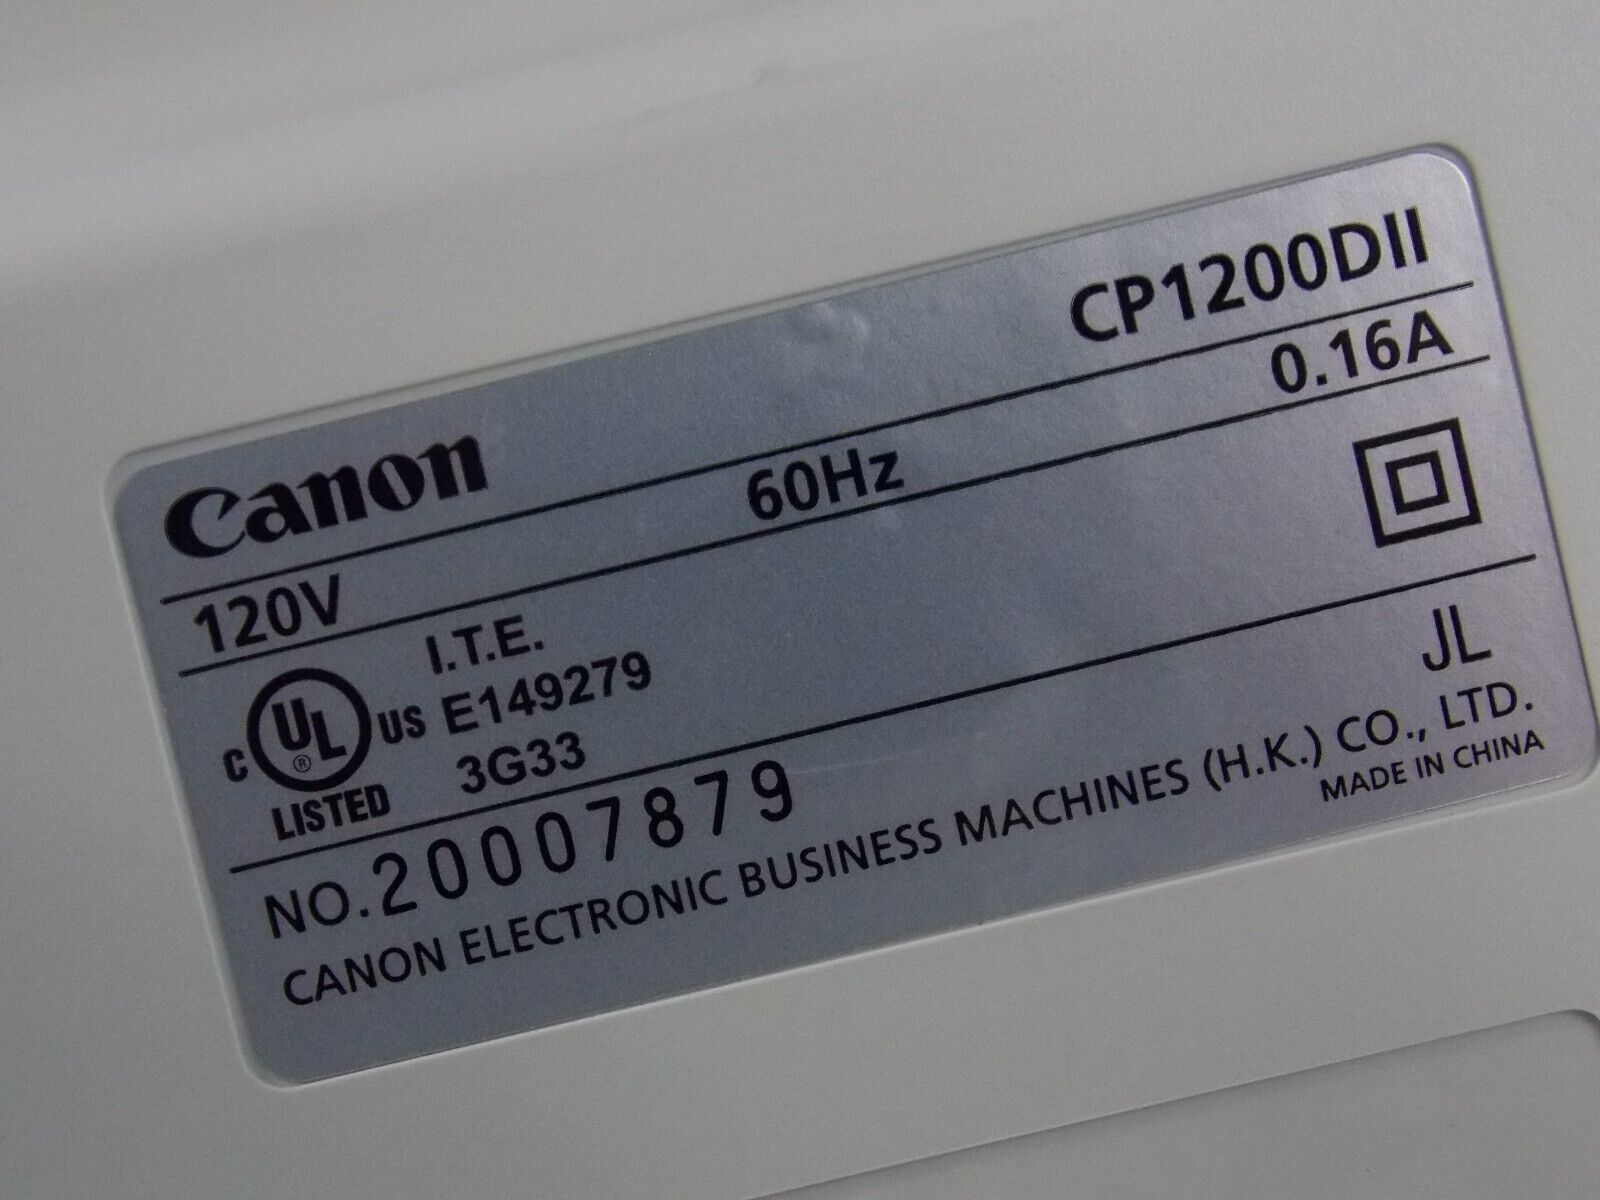 Canon CP1200DII
120V 60Hz 0.16A
I.T.E.
C UL US E149279
®
LISTED 3G33
JL
NO.20007879
CANON ELECTRONIC BUSINESS MACHINES (H.K.) CO., LTD.
MADE IN CHINA